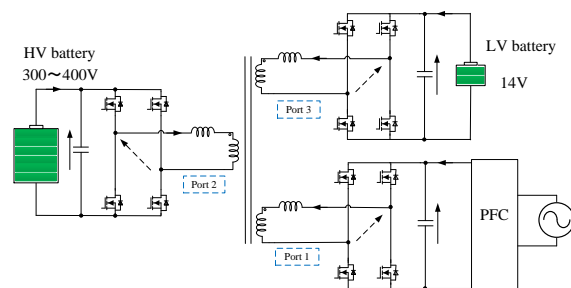 HV battery
300~400V
Port 2
Port 3
LV battery
14V
Port 1
PFC